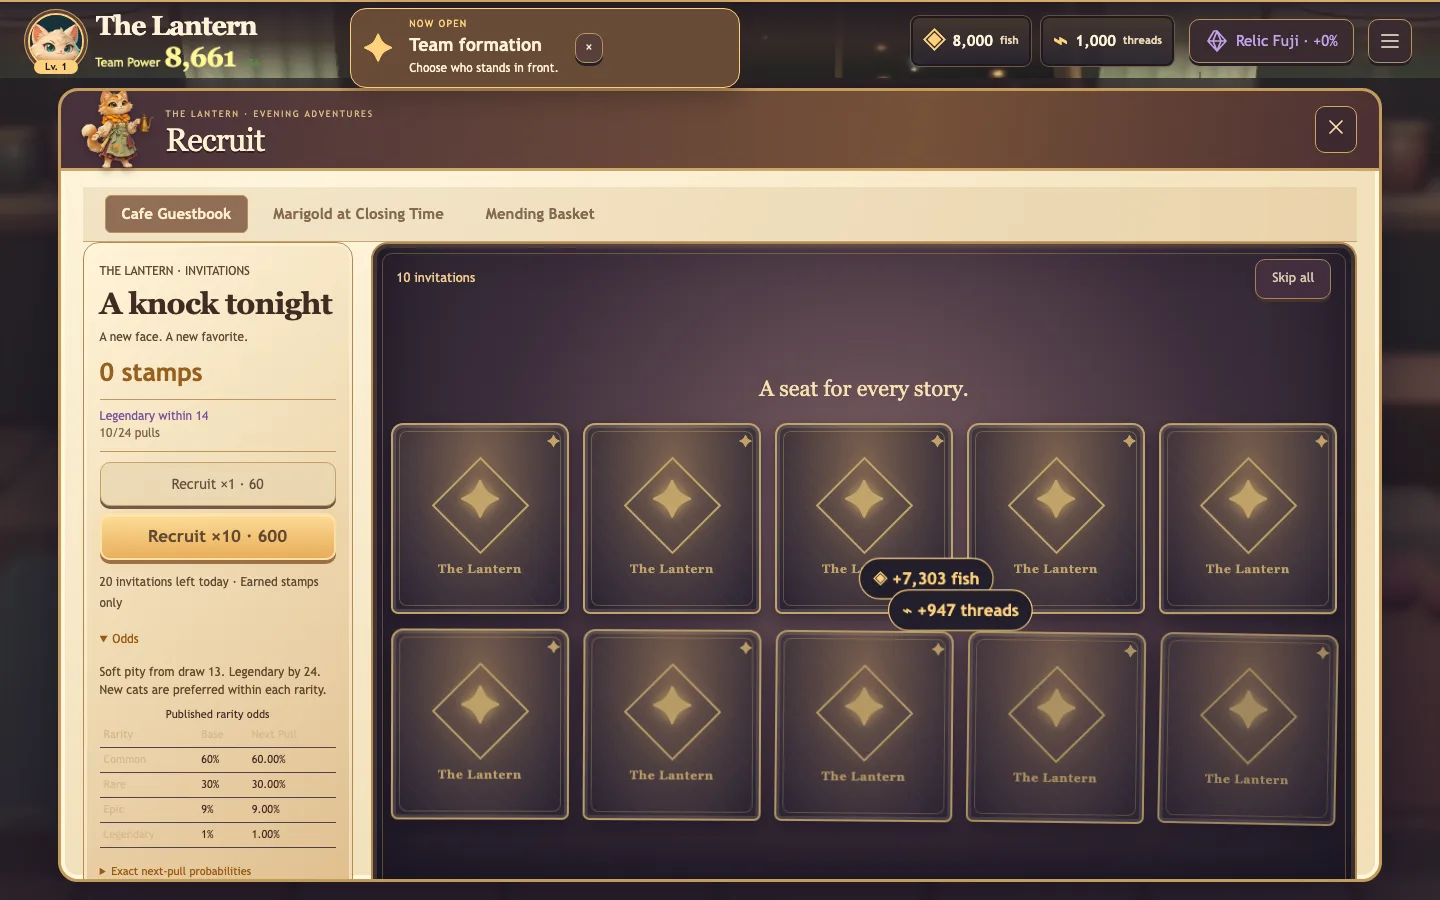 The Lantern
Team Power 8,661
Lv. 1
NOW OPEN
Team formation
Choose who stands in front.
×
8,000 fish
1,000 threads
Relic Fuji · +0%
THE LANTERN · EVENING ADVENTURES
Recruit
Cafe Guestbook
Marigold at Closing Time
Mending Basket
THE LANTERN · INVITATIONS
A knock tonight
A new face. A new favorite.
0 stamps
Legendary within 14
10/24 pulls
Recruit ×1 · 60
Recruit ×10 · 600
20 invitations left today · Earned stamps
only
▼ Odds
Soft pity from draw 13. Legendary by 24.
New cats are preferred within each rarity.
Published rarity odds
Rarity Base Next Pull
Common 60% 60.00%
Rare 30% 30.00%
Epic 9% 9.00%
Legendary 1% 1.00%
▶ Exact next-pull probabilities
10 invitations
Skip all
A seat for every story.
The Lantern
The Lantern
The L
The Lantern
The Lantern
+7,303 fish
+947 threads
The Lantern
The Lantern
The Lantern
The Lantern
The Lantern